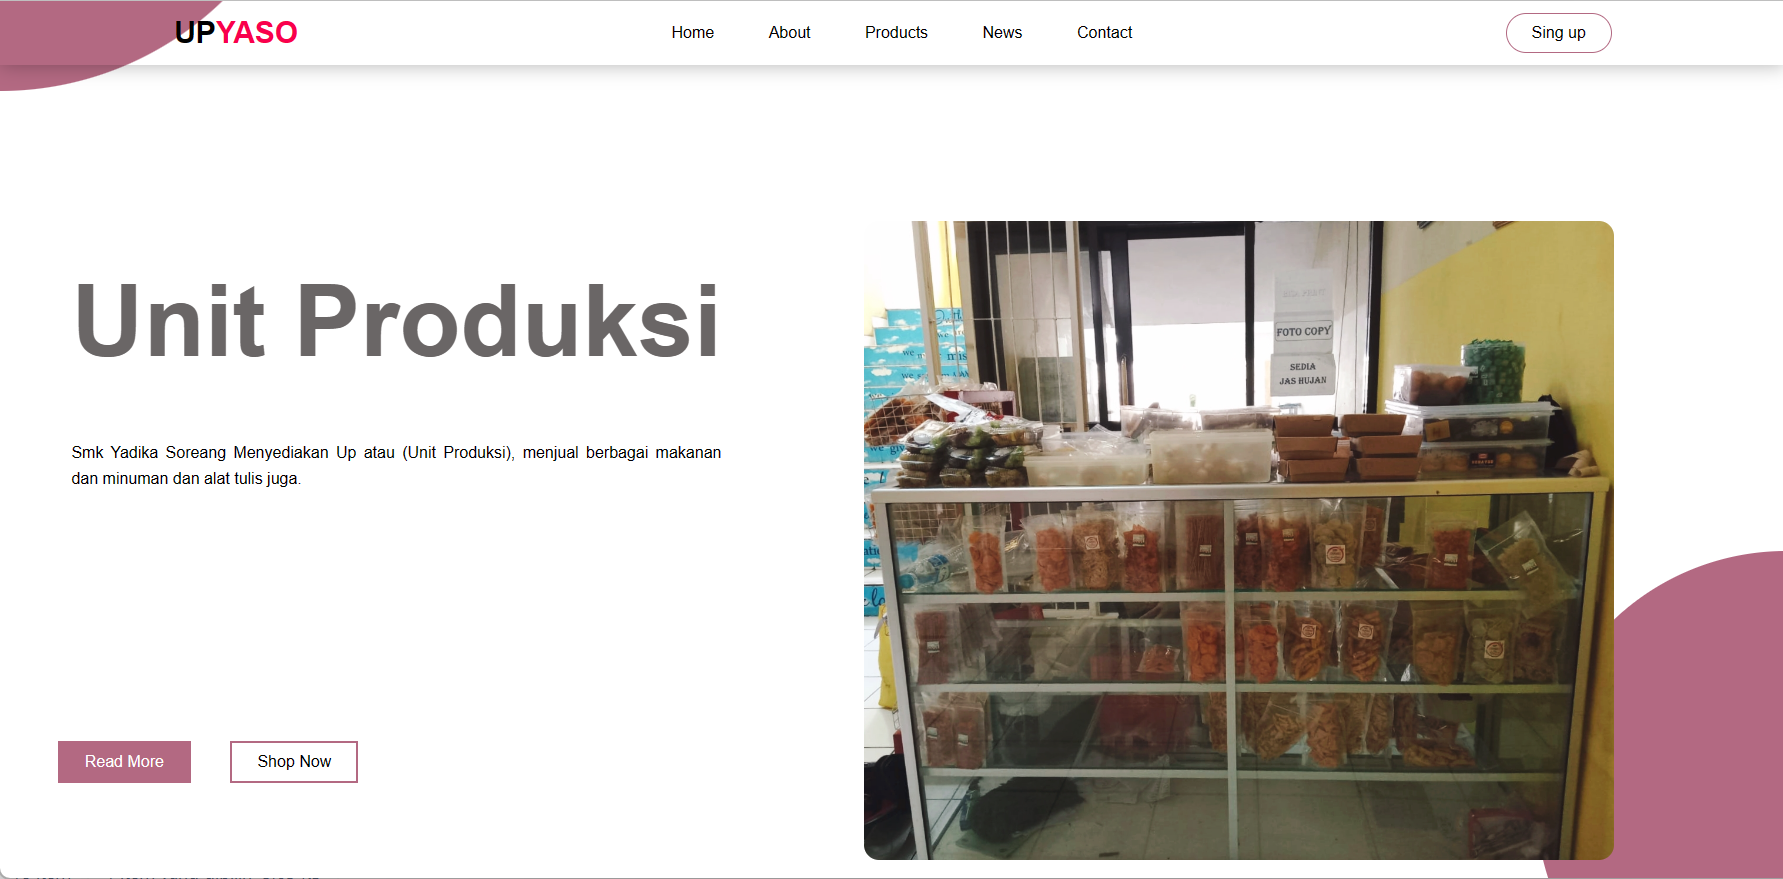 UPYASO
Home
About
Products
News
Contact
Sing up
Unit Produksi
Smk Yadika Soreang Menyediakan Up atau (Unit Produksi), menjual berbagai makanan
dan minuman dan alat tulis juga.
Read More
Shop Now
FOTO COPY
SEDIA
JAS HUJAN